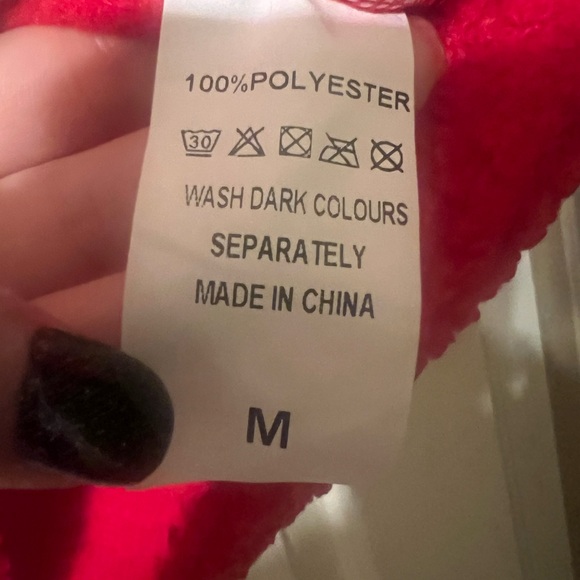 100%POLYESTER
30
WASH DARK COLOURS
SEPARATELY
MADE IN CHINA
M